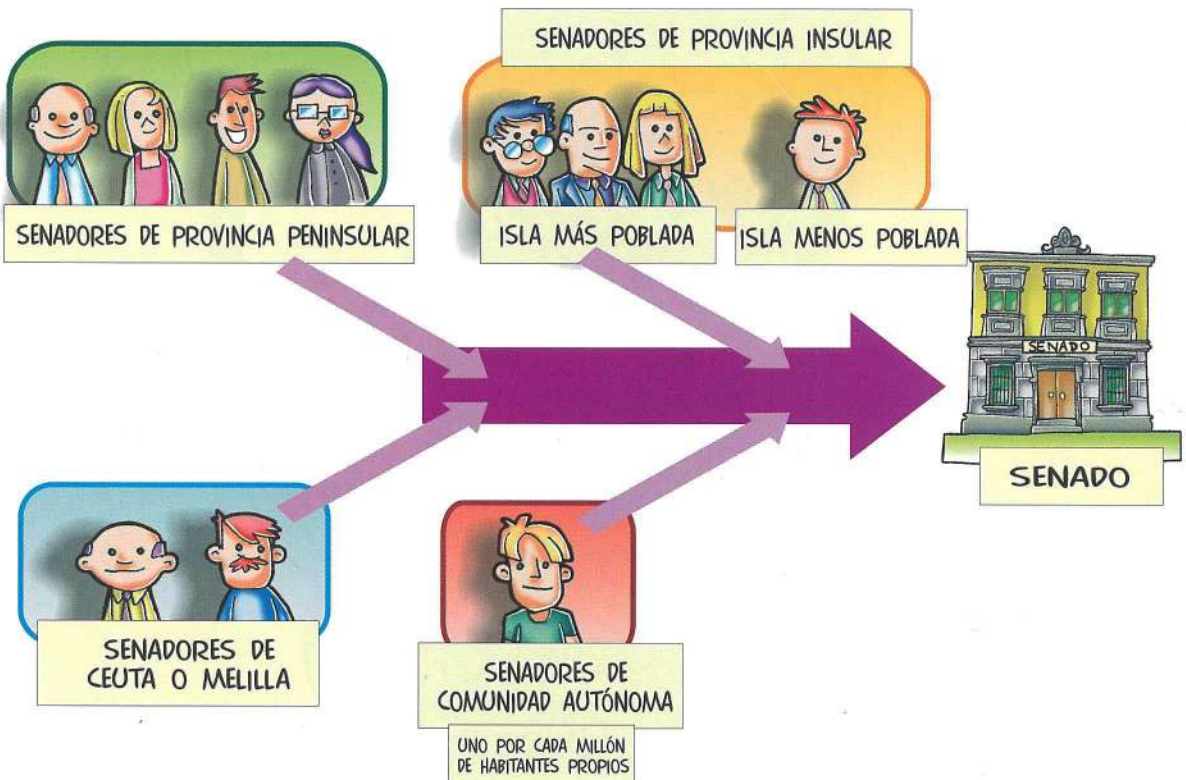 SENADORES DE PROVINCIA INSULAR
SENADORES DE PROVINCIA PENINSULAR
ISLA MÁS POBLADA
ISLA MENOS POBLADA
SENADO
SENADO
SENADORES DE
CEUTA O MELILLA
SENADORES DE
COMUNIDAD AUTÓNOMA
UNO POR CADA MILLÓN
DE HABITANTES PROPIOS